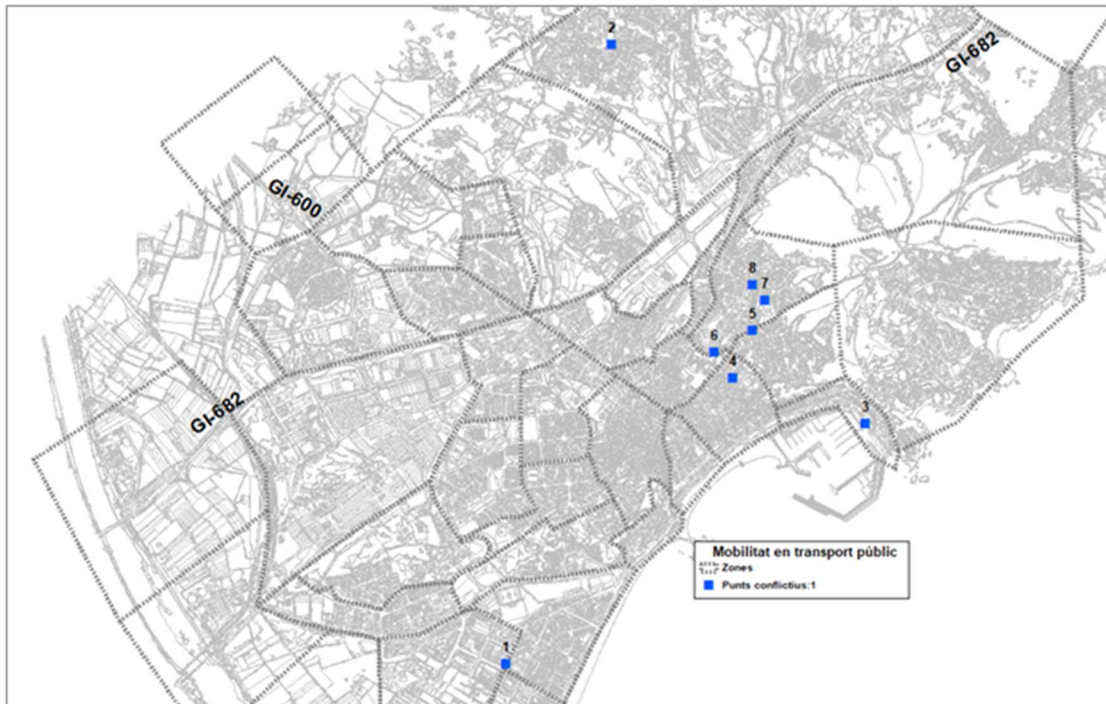 2
GI-682
GI-600
8
7
5
6
4
GI-682
3
Mobilitat en transport públic
Zones
Punts conflictius:1
1